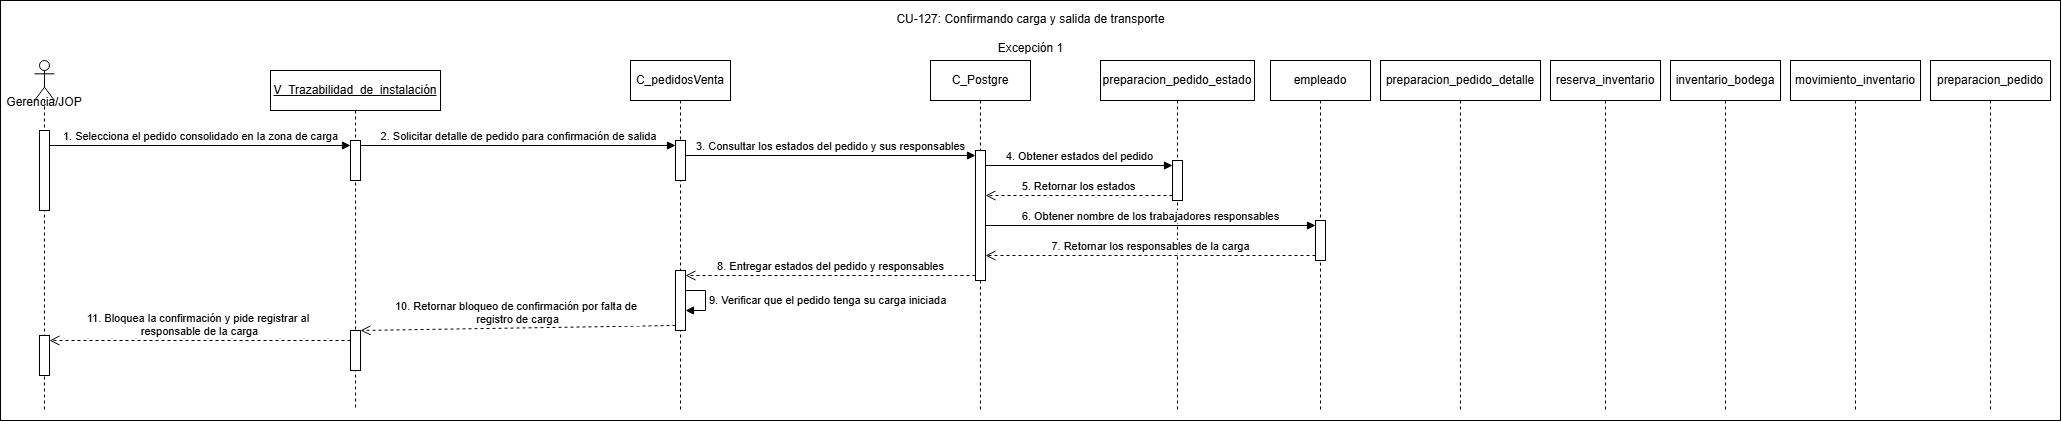 CU-127: Confirmando carga y salida de transporte
Excepción 1
Gerencia/JOP
V_Trazabilidad_de_instalación
C_pedidosVenta
C_Postgre
preparacion_pedido_estado
empleado
preparacion_pedido_detalle
reserva_inventario
inventario_bodega
movimiento_inventario
preparacion_pedido
1. Selecciona el pedido consolidado en la zona de carga
2. Solicitar detalle de pedido para confirmación de salida
3. Consultar los estados del pedido y sus responsables
4. Obtener estados del pedido
5. Retornar los estados
6. Obtener nombre de los trabajadores responsables
7. Retornar los responsables de la carga
8. Entregar estados del pedido y responsables
9. Verificar que el pedido tenga su carga iniciada
10. Retornar bloqueo de confirmación por falta de
registro de carga
11. Bloquea la confirmación y pide registrar al
responsable de la carga